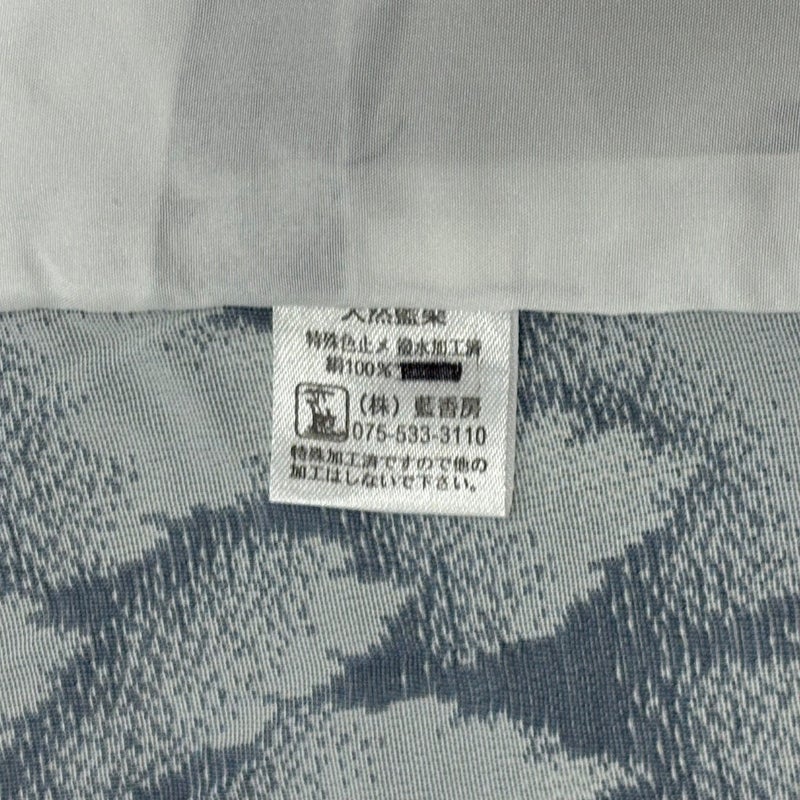 天然藍染
特殊色止メ 撥水加工済
絹100%
(株) 藍香房
075-533-3110
特殊加工済ですので他の
加工はしないで下さい。